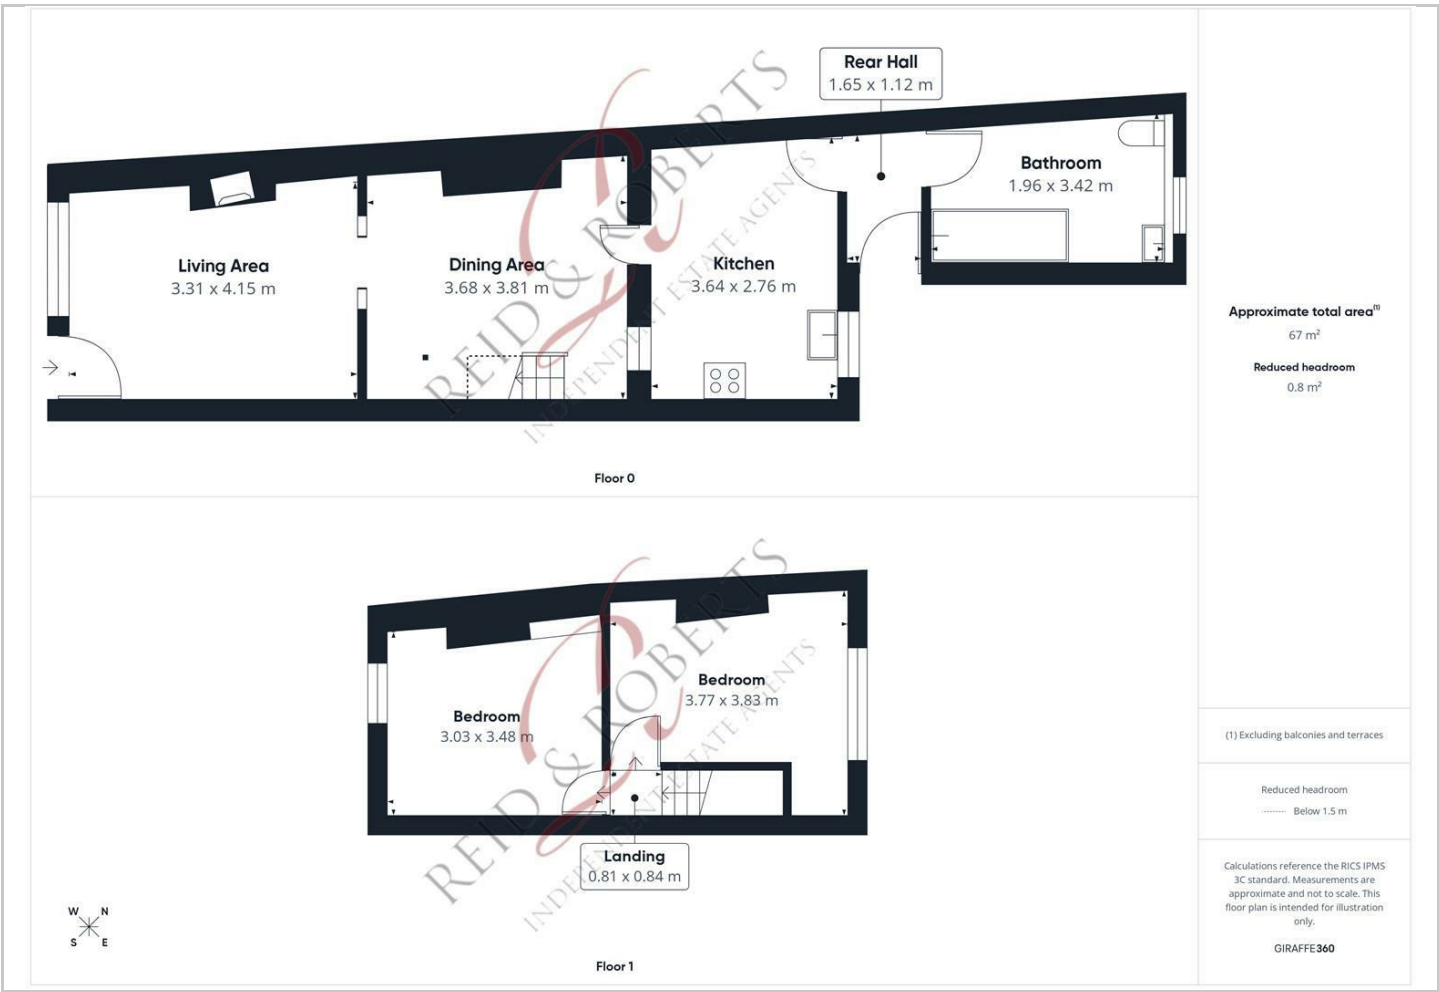 Rear Hall
1.65 x 1.12 m
Bathroom
1.96 x 3.42 m
Living Area
3.31 x 4.15 m
Dining Area
3.68 x 3.81 m
Kitchen
3.64 x 2.76 m
REID & ROBERTS
INDEPENDENT ESTATE AGENTS
Floor 0
Approximate total area(1)
67 m²
Reduced headroom
0.8 m²
Bedroom
3.03 x 3.48 m
Bedroom
3.77 x 3.83 m
Landing
0.81 x 0.84 m
REID & ROBERTS
INDEPENDENT ESTATE AGENTS
W N
S E
Floor 1
(1) Excluding balconies and terraces
Reduced headroom
Below 1.5 m
Calculations reference the RICS IPMS
3C standard. Measurements are
approximate and not to scale. This
floor plan is intended for illustration
only.
GIRAFFE360